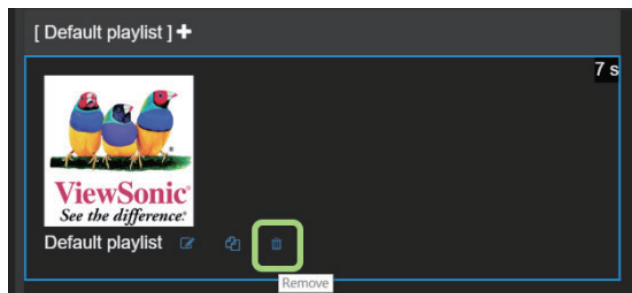 [ Default playlist ] +
7 s
ViewSonic®
See the difference®
Default playlist
Remove